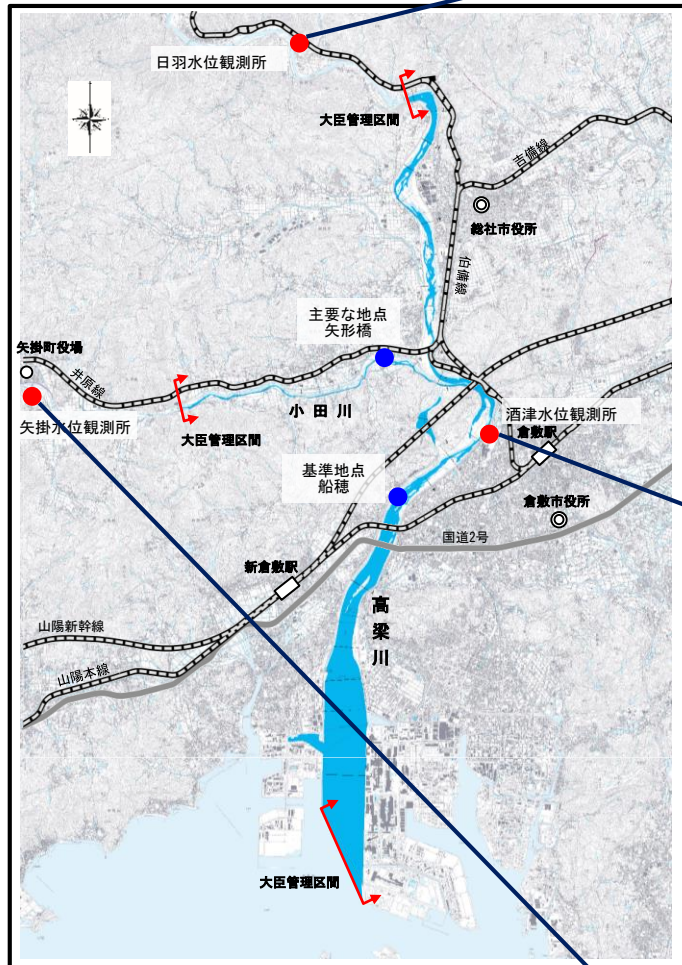 日羽水位観測所
大臣管理区間
吉備線
総社市役所
伯備線
主要な地点
矢形橋
矢掛町役場
井原線
小田川
酒津水位観測所
矢掛水位観測所
大臣管理区間
倉敷駅
基準地点
船穂
倉敷市役所
国道2号
新倉敷駅
高梁川
山陽新幹線
山陽本線
大臣管理区間